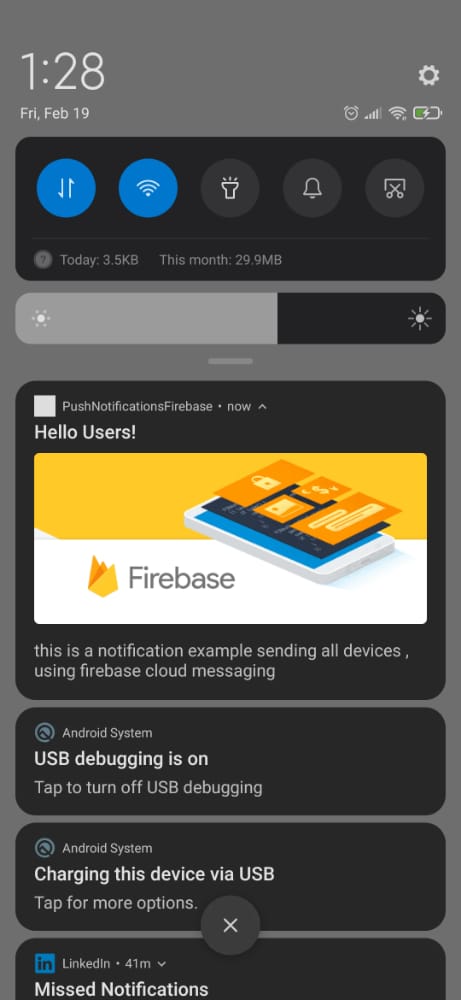 1:28
Fri, Feb 19
Today: 3.5KB This month: 29.9MB
PushNotificationsFirebase • now
Hello Users!
Firebase
this is a notification example sending all devices ,
using firebase cloud messaging
Android System
USB debugging is on
Tap to turn off USB debugging
Android System
Charging this device via USB
Tap for more options.
in LinkedIn • 41m
Missed Notifications